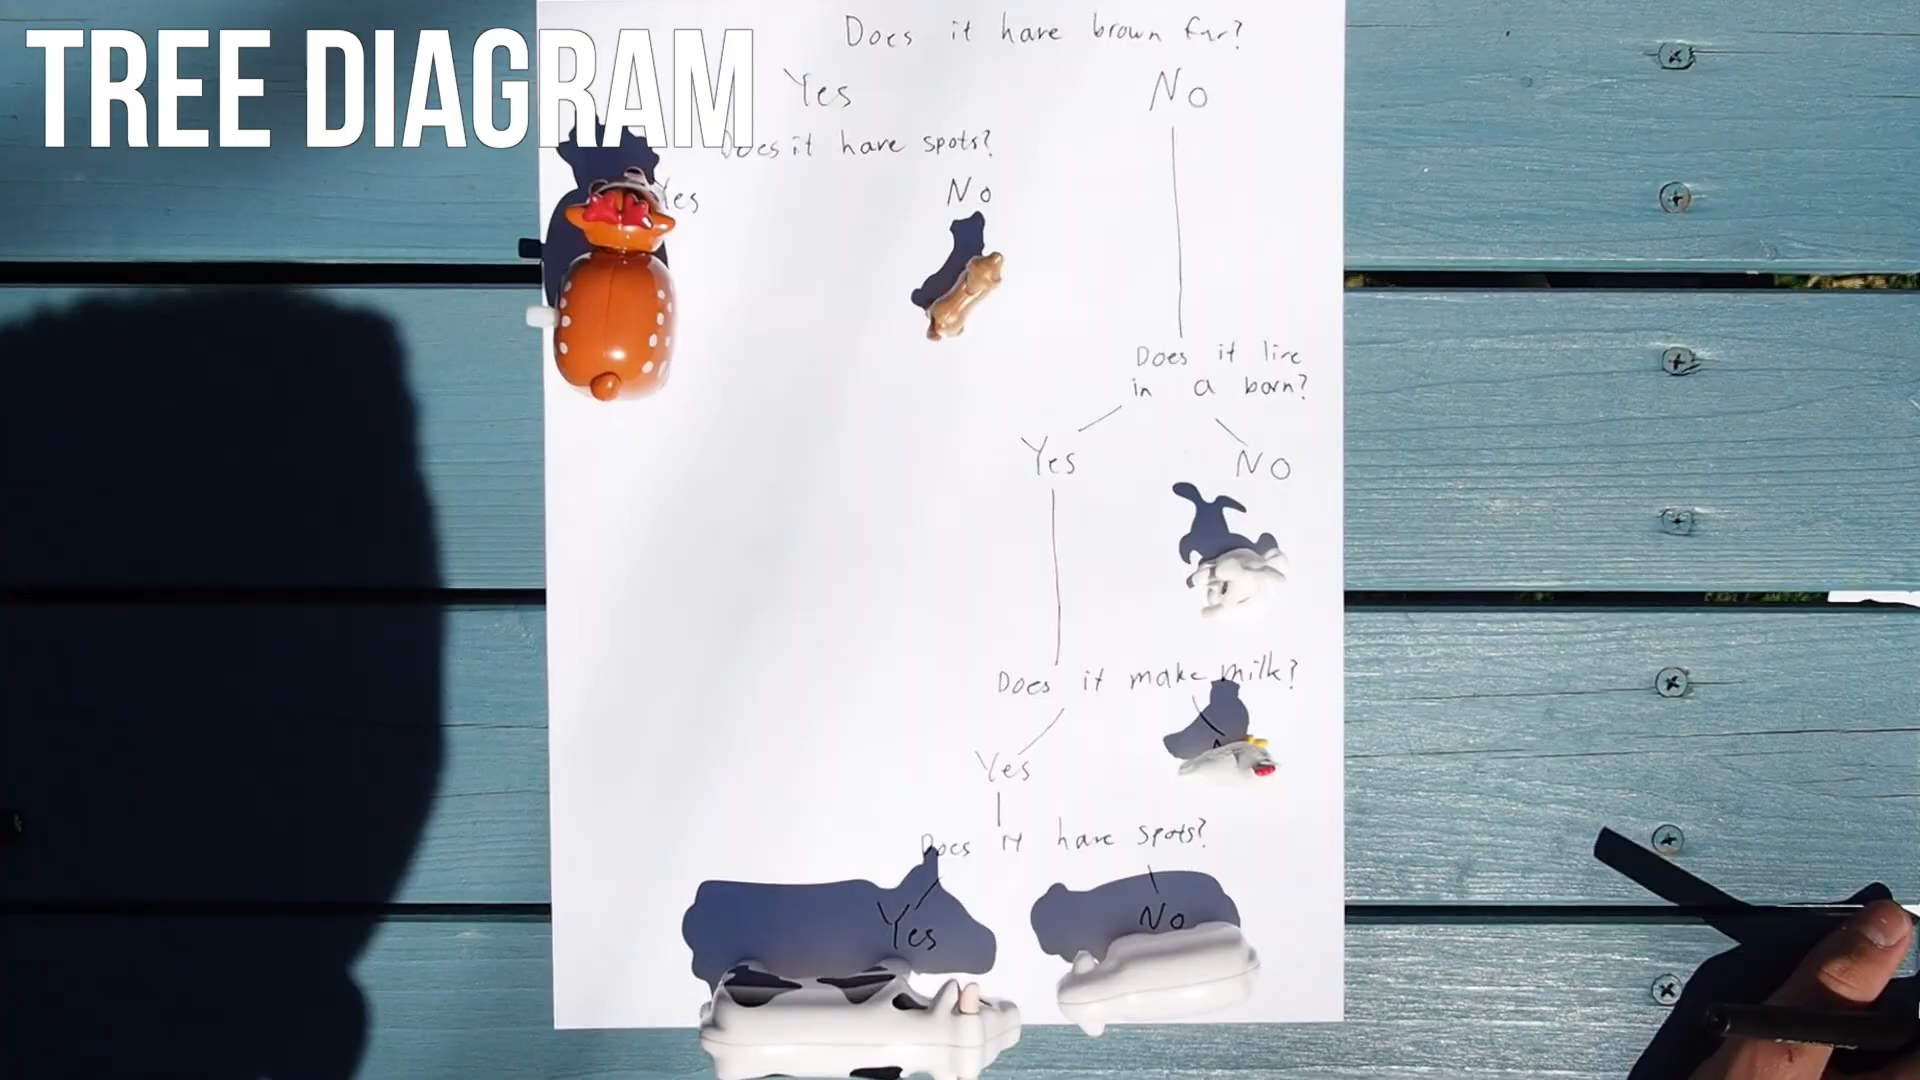 TREE DIAGRAM
Does it have brown fur?
Yes No
Does it have spots?
Yes No
Does it live
in a barn?
Yes No
Does it make milk?
Yes
Does it have spots?
Yes No